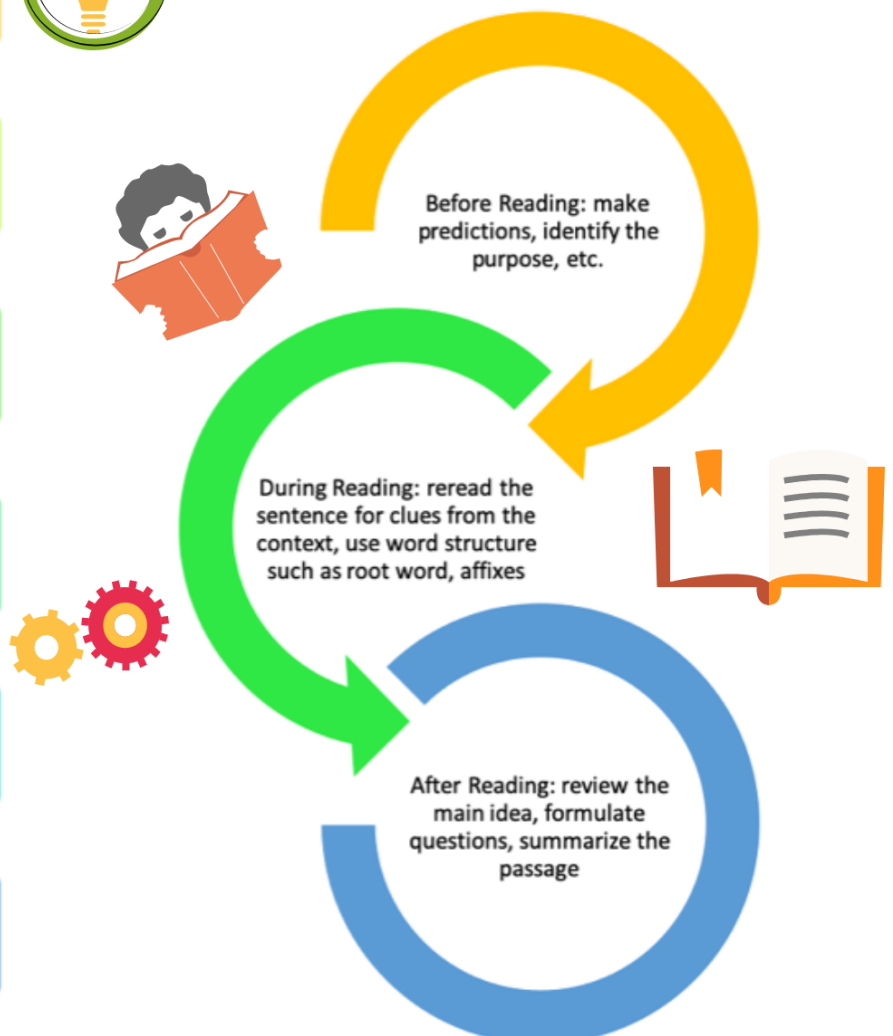 Before Reading: make
predictions, identify the
purpose, etc.
During Reading: reread the
sentence for clues from the
context, use word structure
such as root word, affixes
After Reading: review the
main idea, formulate
questions, summarize the
passage